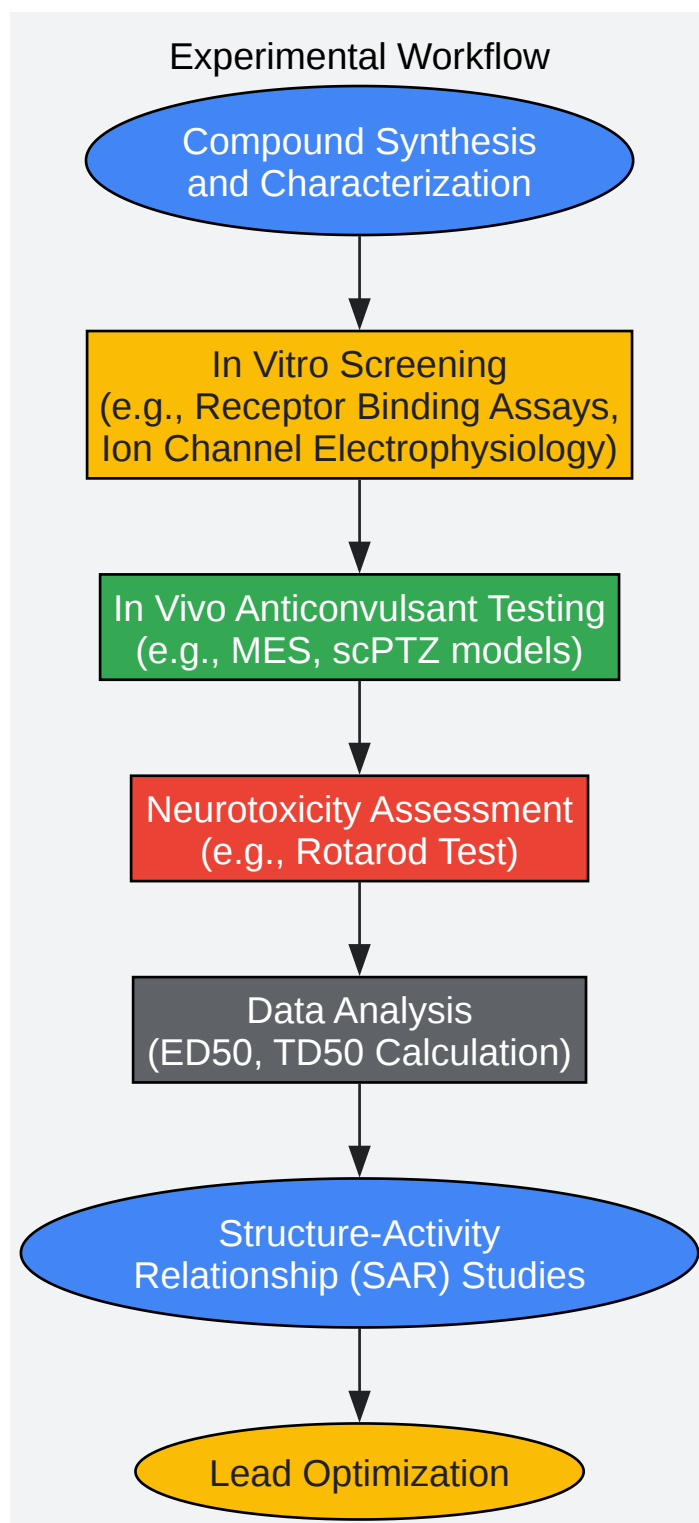 Experimental Workflow
Compound Synthesis
and Characterization
In Vitro Screening
(e.g., Receptor Binding Assays,
Ion Channel Electrophysiology)
In Vivo Anticonvulsant Testing
(e.g., MES, scPTZ models)
Neurotoxicity Assessment
(e.g., Rotarod Test)
Data Analysis
(ED50, TD50 Calculation)
Structure-Activity
Relationship (SAR) Studies
Lead Optimization